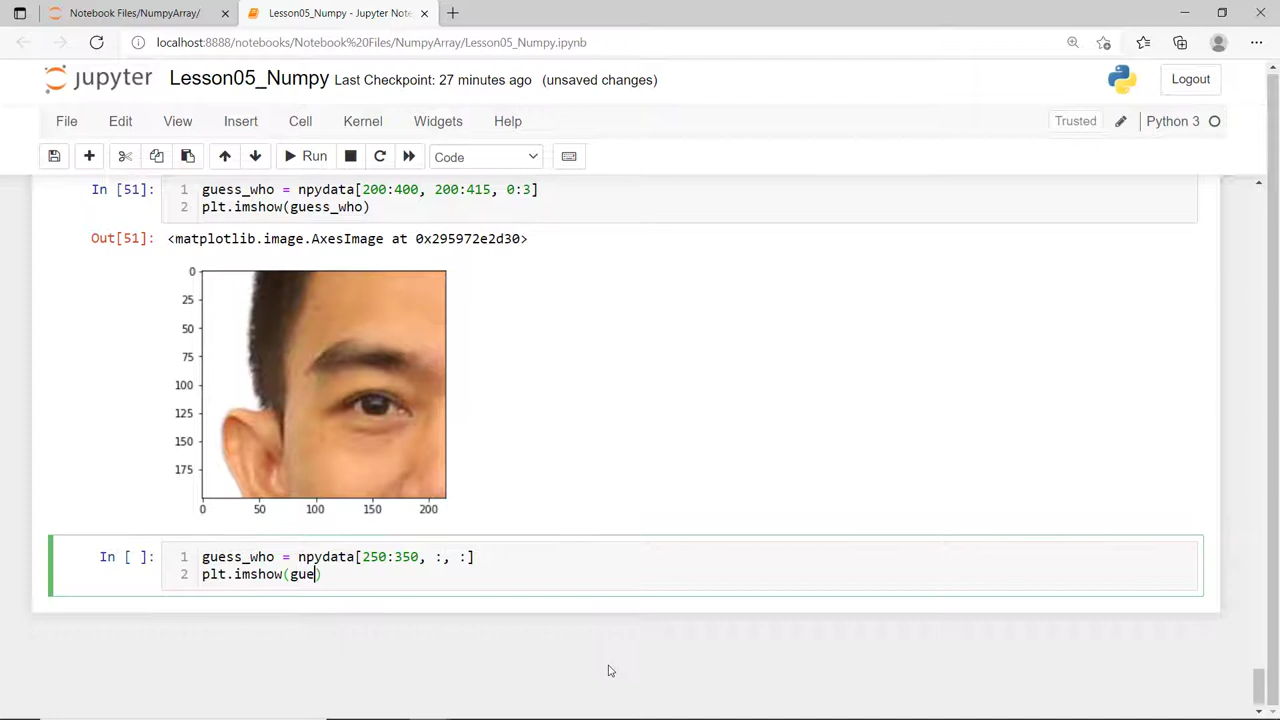 Notebook Files/NumpyArray/
Lesson05_Numpy - Jupyter Note
localhost:8888/notebooks/Notebook%20Files/NumpyArray/Lesson05_Numpy.ipynb
jupyter Lesson05_Numpy Last Checkpoint: 27 minutes ago (unsaved changes)
Logout
File Edit View Insert Cell Kernel Widgets Help
Trusted Python 3
Run Code
In [51]: 1 guess_who = npydata[200:400, 200:415, 0:3]
2 plt.imshow(guess_who)
Out[51]: <matplotlib.image.AxesImage at 0x295972e2d30>
0
25
50
75
100
125
150
175
0 50 100 150 200
In [ ]: 1 guess_who = npydata[250:350, :, :]
2 plt.imshow(gue)